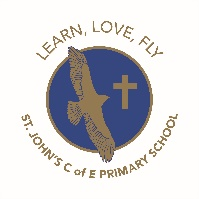 LEARN, LOVE, FLY
ST. JOHN'S C of E PRIMARY SCHOOL